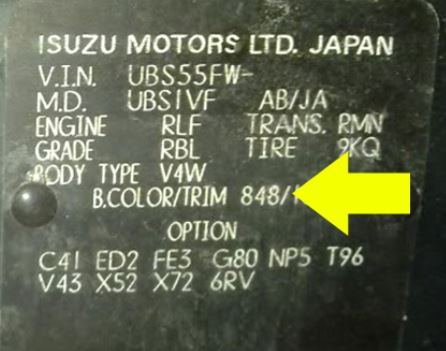 ISUZU MOTORS LTD. JAPAN
V.I.N. UBS55FW-
M.D. UBS1VF AB/JA
ENGINE RLF TRANS. RMN
GRADE RBL TIRE 9KQ
BODY TYPE V4W
B.COLOR/TRIM 848/
OPTION
C41 ED2 FE3 G80 NP5 T96
V43 X52 X72 6RV